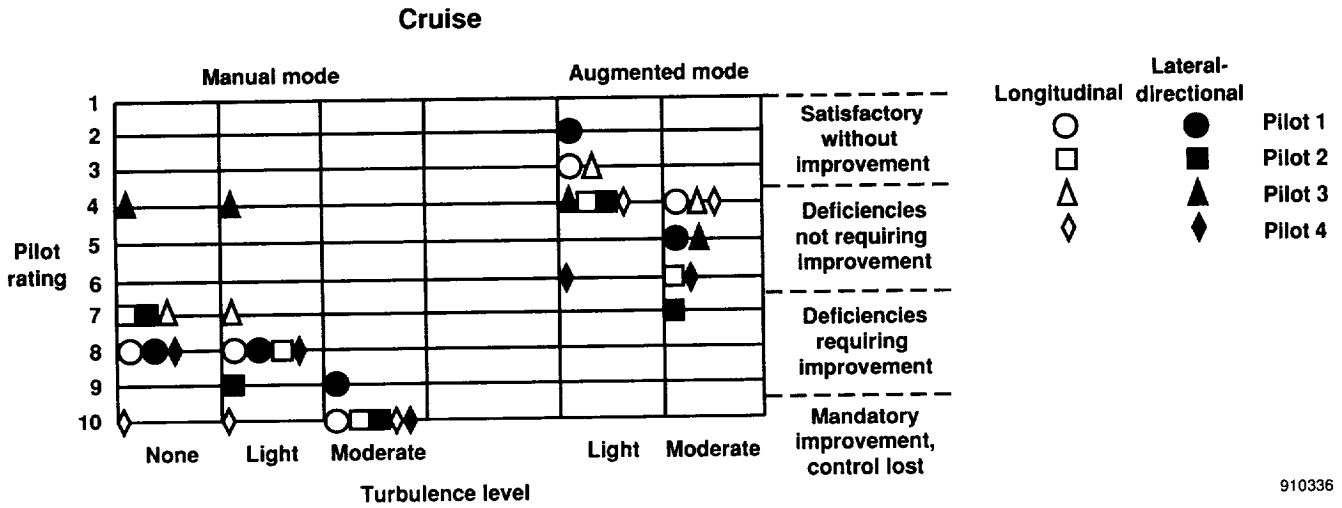 Cruise
Manual mode
Augmented mode
Pilot
rating
1
2
3
4
5
6
7
8
9
10
None
Light
Moderate
Light
Moderate
Turbulence level
Satisfactory
without
improvement
Deficiencies
not requiring
improvement
Deficiencies
requiring
improvement
Mandatory
improvement,
control lost
Longitudinal
Lateral-
directional
Pilot 1
Pilot 2
Pilot 3
Pilot 4
910336